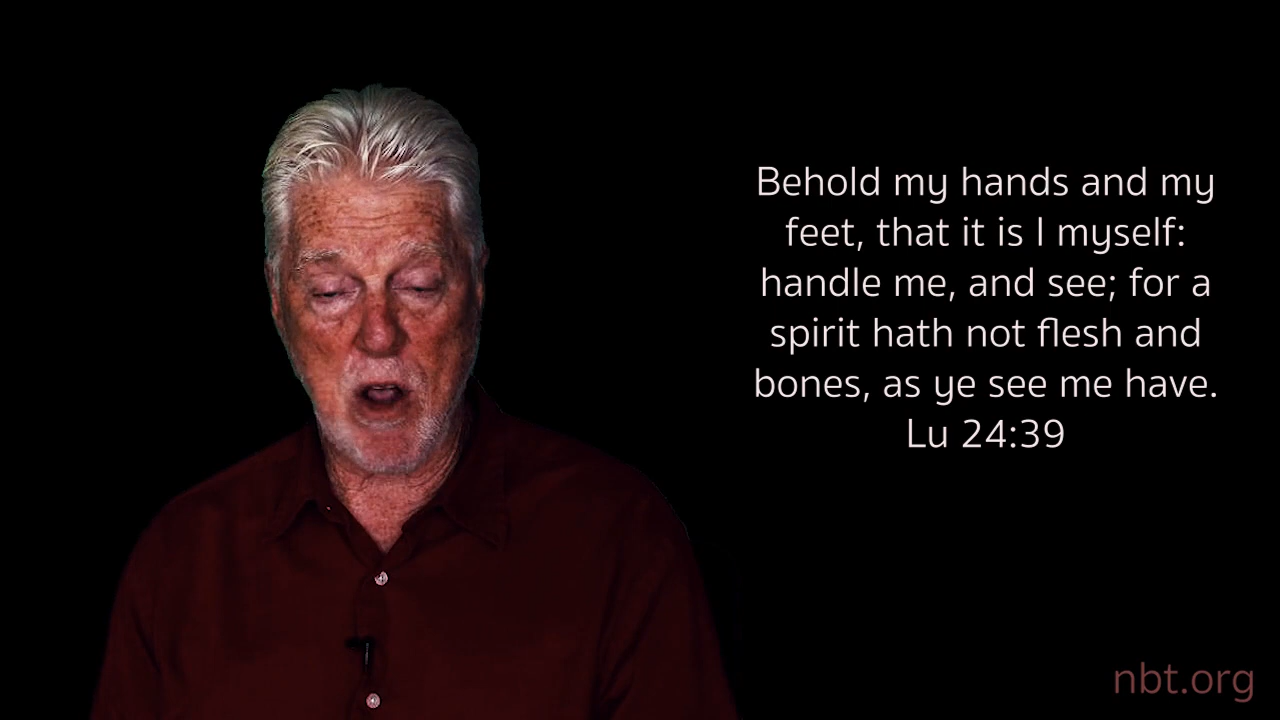 Behold my hands and my
feet, that it is I myself:
handle me, and see; for a
spirit hath not flesh and
bones, as ye see me have.
Lu 24:39
nbt.org